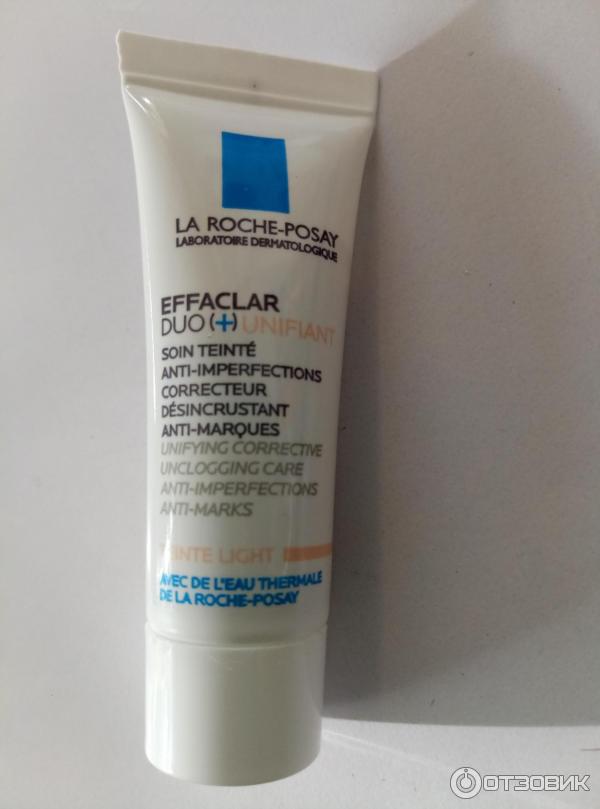 LA ROCHE-POSAY
LABORATOIRE DERMATOLOGIQUE
EFFACLAR
DUO (+) UNIFIANT
SOIN TEINTÉ
ANTI-IMPERFECTIONS
CORRECTEUR
DÉSINCRUSTANT
ANTI-MARQUES
UNIFYING CORRECTIVE
UNCLOGGING CARE
ANTI-IMPERFECTIONS
ANTI-MARKS
TEINTE LIGHT
AVEC DE L'EAU THERMALE
DE LA ROCHE-POSAY
ОТЗОВИК